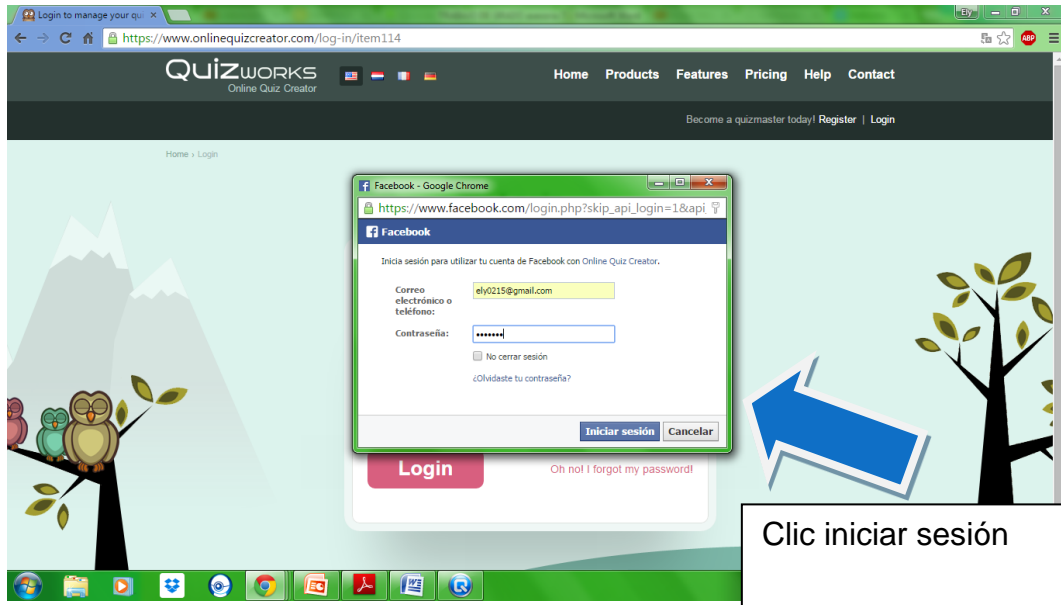 Login to manage your qui
Ely
https://www.onlinequizcreator.com/log-in/item114
ABP
QUIZWORKS
Online Quiz Creator
Home Products Features Pricing Help Contact
Become a quizmaster today! Register | Login
Home › Login
Facebook - Google Chrome
https://www.facebook.com/login.php?skip_api_login=1&api_
Facebook
Inicia sesión para utilizar tu cuenta de Facebook con Online Quiz Creator.
Correo electrónico o teléfono:
ely0215@gmail.com
Contraseña:
•••••••
No cerrar sesión
¿Olvidaste tu contraseña?
Iniciar sesión Cancelar
Login
Oh no! I forgot my password!
Clic iniciar sesión